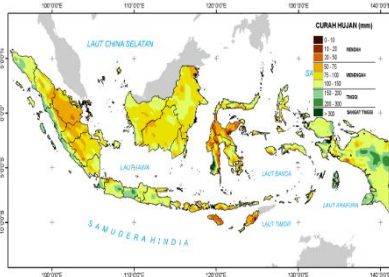 100°0'0"E 110°0'0"E 120°0'0"E 130°0'0"E 140°0'0"E
CURAH HUJAN (mm)
0 - 10
10 - 20
20 - 50
RENDAH
50 - 75
75 - 100
100 - 150
MENENGAH
150 - 200
200 - 300
TINGGI
> 300
SANGAT TINGGI
LAUT CHINA SELATAN
LAUT JAWA
LAUT BANDA
LAUT ARAFURA
LAUT TIMOR
SAMUDERA HINDIA
100°0'0"E 110°0'0"E 120°0'0"E 130°0'0"E 140°0'0"E